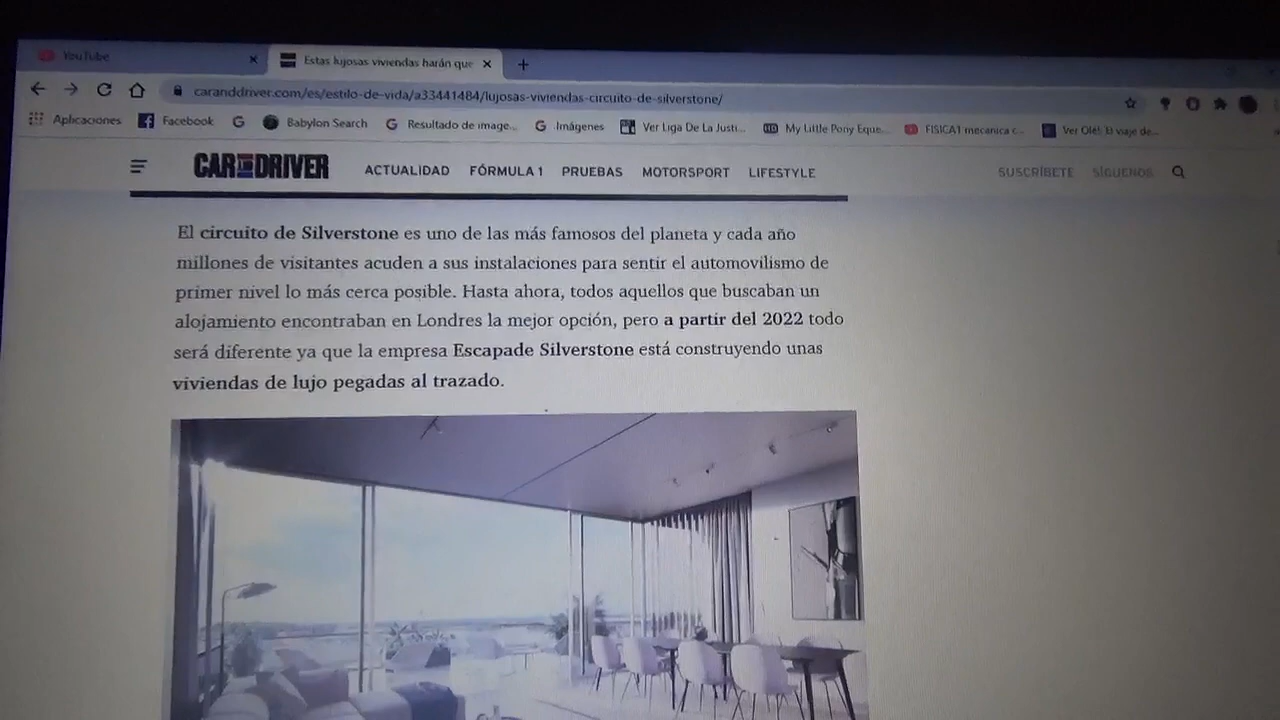 YouTube
Estas lujosas viviendas harán que
caranddriver.com/es/estilo-de-vida/a33441484/lujosas-viviendas-circuito-de-silverstone/
Aplicaciones Facebook Babylon Search Resultado de image... Imágenes Ver Liga De La Justi... My Little Pony Eque... FISICA1 mecanica c... Ver Olé! El viaje de...
CAR AND DRIVER ACTUALIDAD FÓRMULA 1 PRUEBAS MOTORSPORT LIFESTYLE SUSCRÍBETE SÍGUENOS
El circuito de Silverstone es uno de las más famosos del planeta y cada año
millones de visitantes acuden a sus instalaciones para sentir el automovilismo de
primer nivel lo más cerca posible. Hasta ahora, todos aquellos que buscaban un
alojamiento encontraban en Londres la mejor opción, pero a partir del 2022 todo
será diferente ya que la empresa Escapade Silverstone está construyendo unas
viviendas de lujo pegadas al trazado.